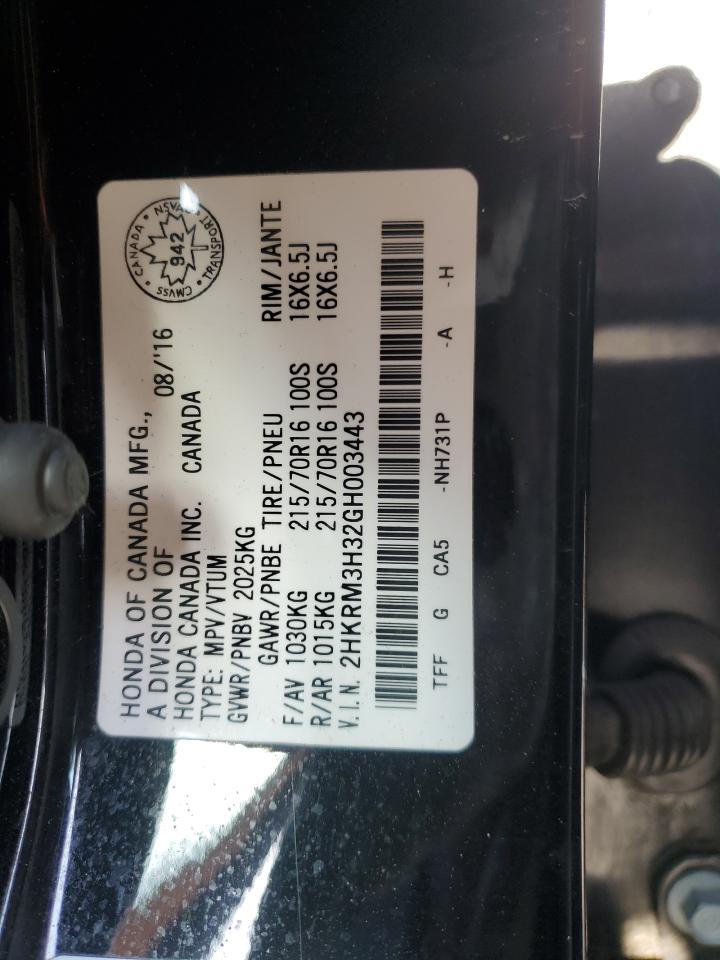 HONDA OF CANADA MFG., 08/'16
A DIVISION OF
HONDA CANADA INC. CANADA
TYPE: MPV/VTUM
GVWR/PNBV 2025KG
GAWR/PNBE TIRE/PNEU RIM/JANTE
F/AV 1030KG 215/70R16 100S 16X6.5J
R/AR 1015KG 215/70R16 100S 16X6.5J
V.I.N. 2HKRM3H32GH003443
TFF G CA5 -NH731P -A -H
CANADA • NSVAC
942
CMVSS • TRANSPORT